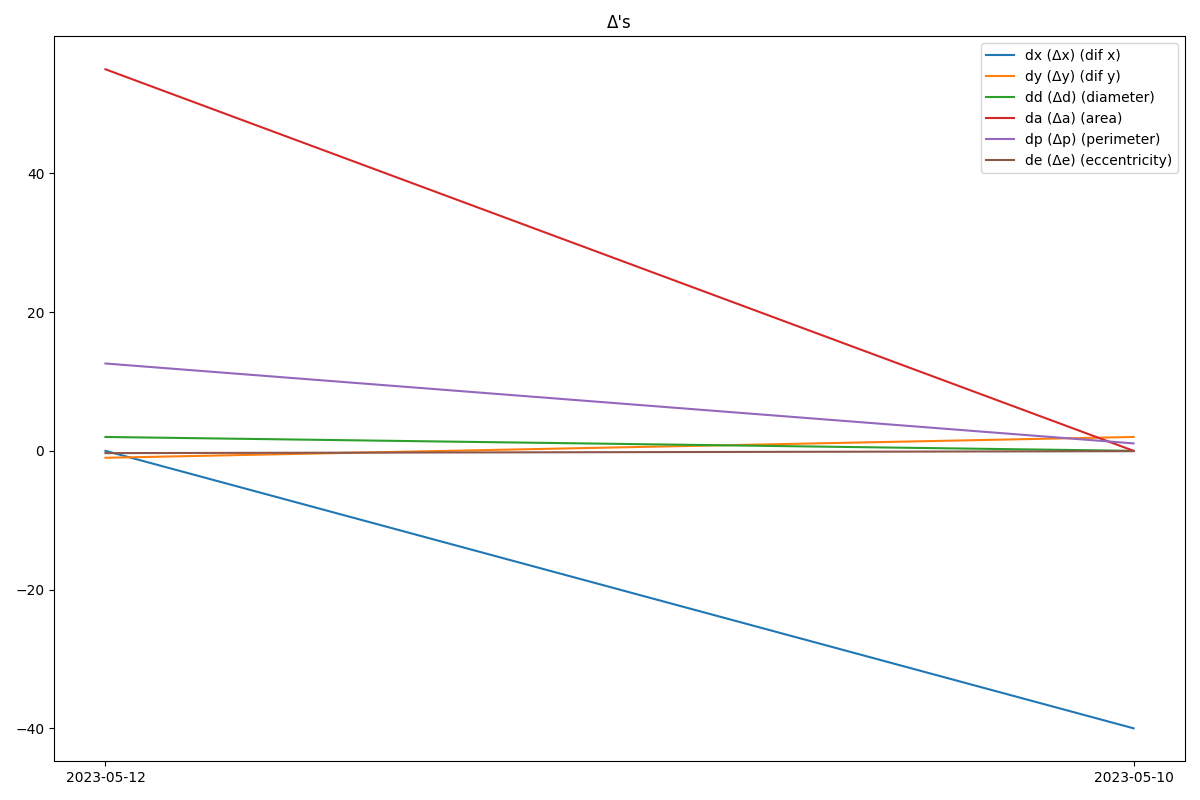 Δ's
dx (Δx) (dif x)
dy (Δy) (dif y)
dd (Δd) (diameter)
da (Δa) (area)
dp (Δp) (perimeter)
de (Δe) (eccentricity)
40
20
0
−20
−40
2023-05-12
2023-05-10